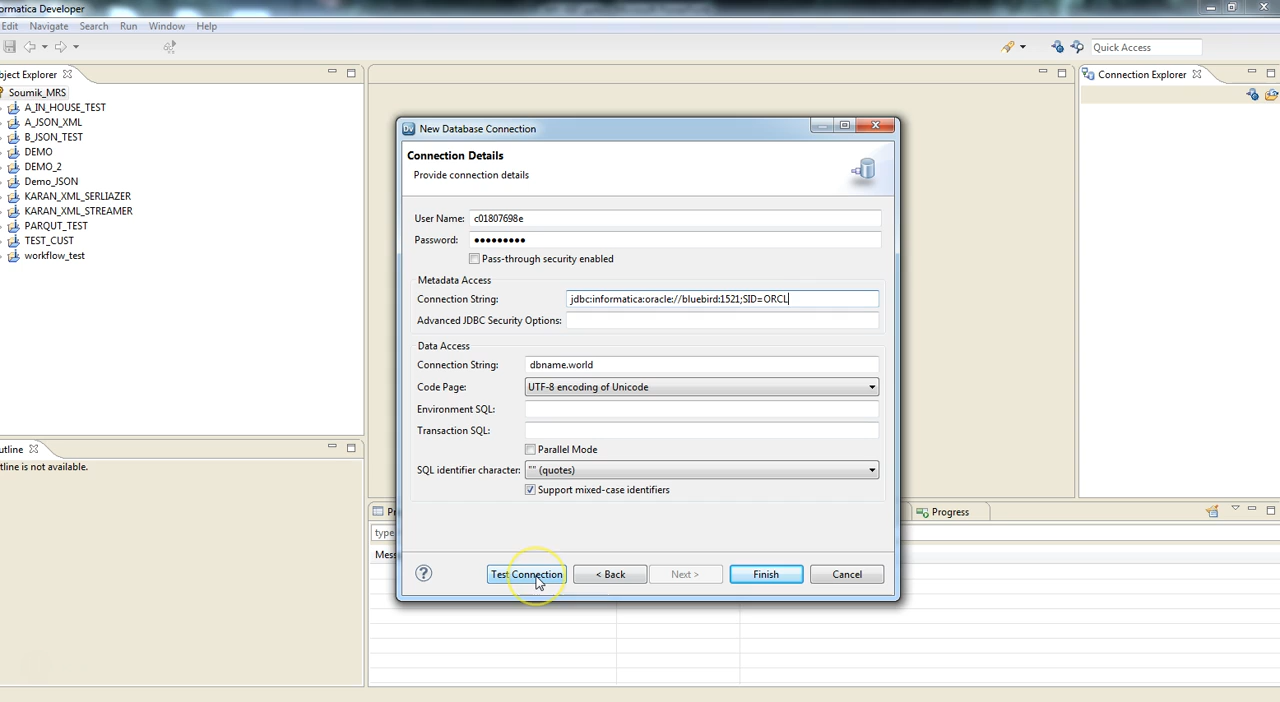 ormatica Developer
Edit Navigate Search Run Window Help
Quick Access
bject Explorer
Connection Explorer
Soumik_MRS
A_IN_HOUSE_TEST
A_JSON_XML
B_JSON_TEST
DEMO
DEMO_2
Demo_JSON
KARAN_XML_SERLIAZER
KARAN_XML_STREAMER
PARQUT_TEST
TEST_CUST
workflow_test
utline
tline is not available.
DV New Database Connection
Connection Details
Provide connection details
User Name: c01807698e
Password: ●●●●●●●●●
Pass-through security enabled
Metadata Access
Connection String: jdbc:informatica:oracle://bluebird:1521;SID=ORCL
Advanced JDBC Security Options:
Data Access
Connection String: dbname.world
Code Page: UTF-8 encoding of Unicode
Environment SQL:
Transaction SQL:
Parallel Mode
SQL identifier character: "" (quotes)
Support mixed-case identifiers
? Test Connection < Back Next > Finish Cancel
P
Progress
type
Mess